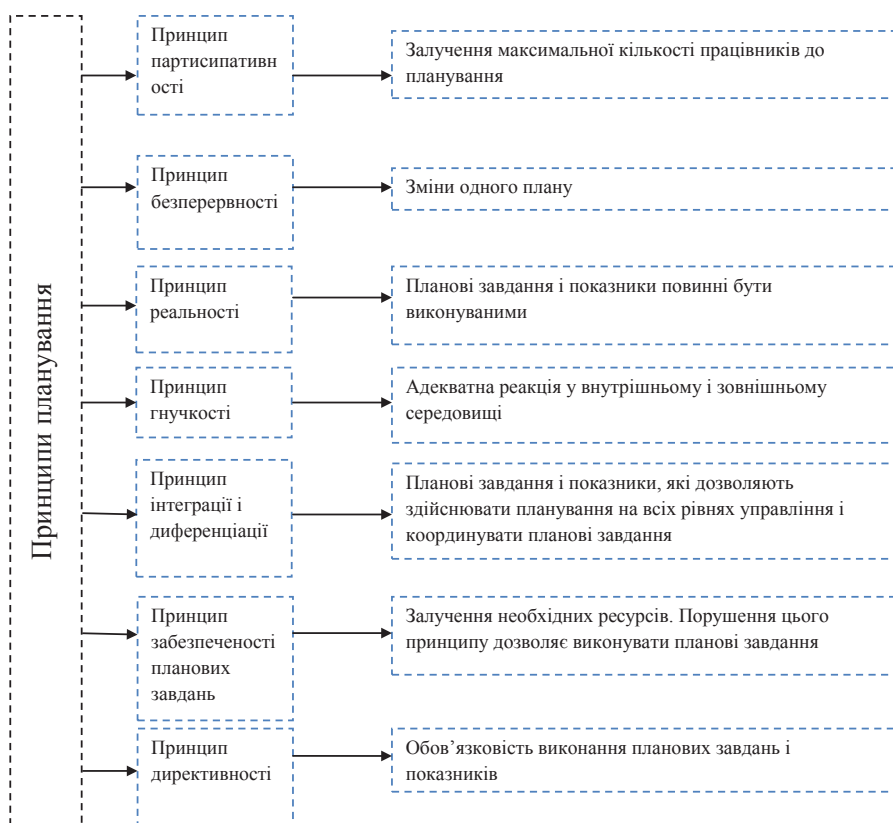 Принципи планування
Принцип
партисипативн
ості
Залучення максимальної кількості працівників до
планування
Принцип
безперервності
Зміни одного плану
Принцип
реальності
Планові завдання і показники повинні бути
виконуваними
Принцип
гнучкості
Адекватна реакція у внутрішньому і зовнішньому
середовищі
Принцип
інтеграції і
диференціації
Планові завдання і показники, які дозволяють
здійснювати планування на всіх рівнях управління і
координувати планові завдання
Принцип
забезпеченості
планових
завдань
Залучення необхідних ресурсів. Порушення цього
принципу дозволяє виконувати планові завдання
Принцип
директивності
Обов’язковість виконання планових завдань і
показників